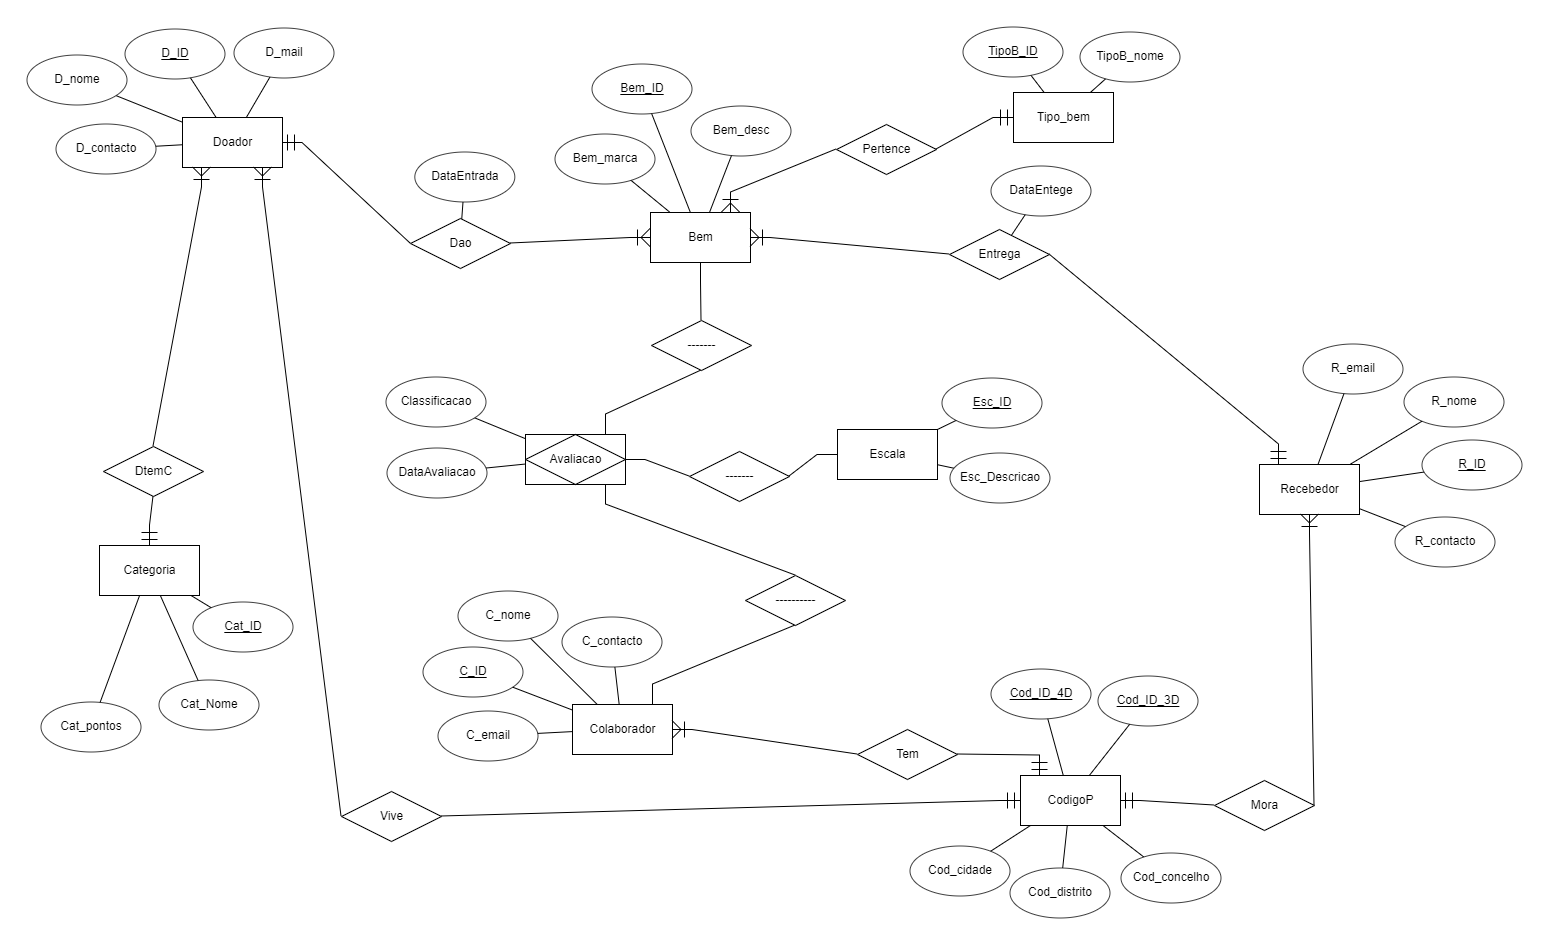 D_ID
D_mail
D_nome
D_contacto
Doador
TipoB_ID
TipoB_nome
Tipo_bem
Bem_ID
Bem_desc
Bem_marca
Pertence
DataEntrada
DataEntege
Dao
Bem
Entrega
-------
R_email
R_nome
R_ID
R_contacto
Recebedor
Classificacao
DataAvaliacao
Avaliacao
-------
Escala
Esc_ID
Esc_Descricao
DtemC
Categoria
Cat_ID
Cat_Nome
Cat_pontos
----------
C_nome
C_contacto
C_ID
C_email
Colaborador
Tem
Cod_ID_4D
Cod_ID_3D
CodigoP
Mora
Vive
Cod_cidade
Cod_distrito
Cod_concelho